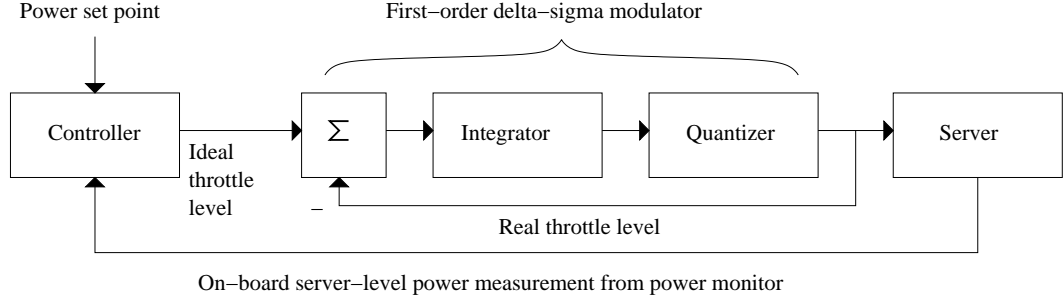 Power set point
First−order delta−sigma modulator
Controller
Σ
Integrator
Quantizer
Server
Ideal
throttle
level
−
Real throttle level
On−board server−level power measurement from power monitor